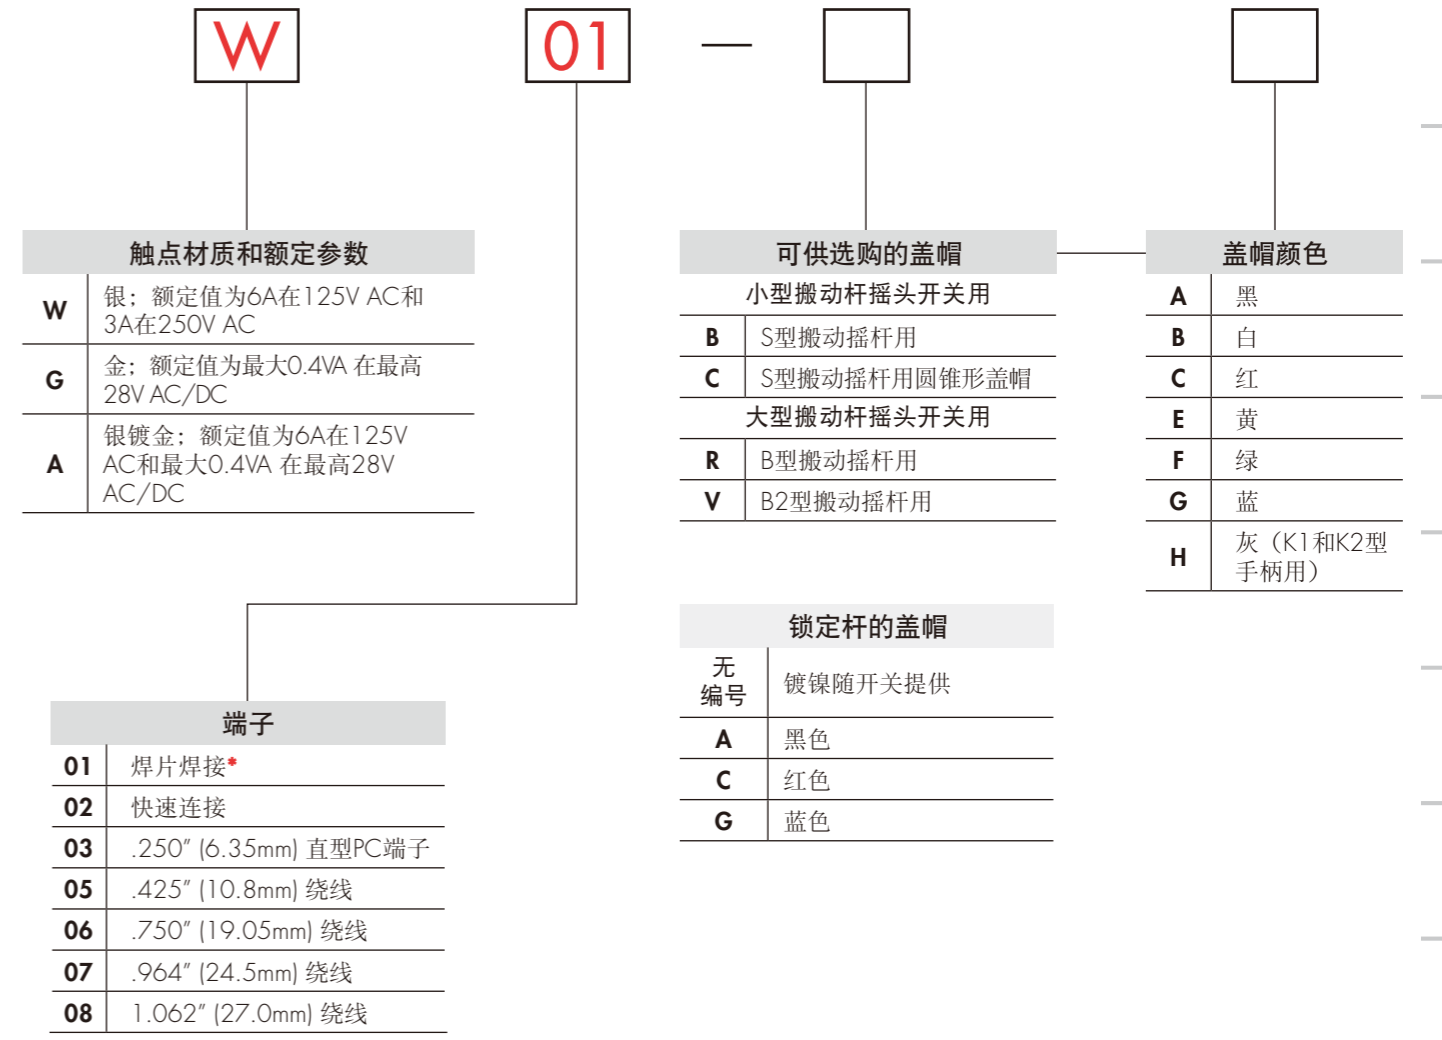 W
01
—
触点材质和额定参数
W
银；额定值为6A在125V AC和
3A在250V AC
G
金；额定值为最大0.4VA 在最高
28V AC/DC
A
银镀金；额定值为6A在125V
AC和最大0.4VA 在最高28V
AC/DC
端子
01 焊片焊接*
02 快速连接
03 .250" (6.35mm) 直型PC端子
05 .425" (10.8mm) 绕线
06 .750" (19.05mm) 绕线
07 .964" (24.5mm) 绕线
08 1.062" (27.0mm) 绕线
可供选购的盖帽
小型搬动杆摇头开关用
B S型搬动摇杆用
C S型搬动摇杆用圆锥形盖帽
大型搬动杆摇头开关用
R B型搬动摇杆用
V B2型搬动摇杆用
锁定杆的盖帽
无
编号
镀镍随开关提供
A 黑色
C 红色
G 蓝色
盖帽颜色
A 黑
B 白
C 红
E 黄
F 绿
G 蓝
H
灰（K1和K2型
手柄用）